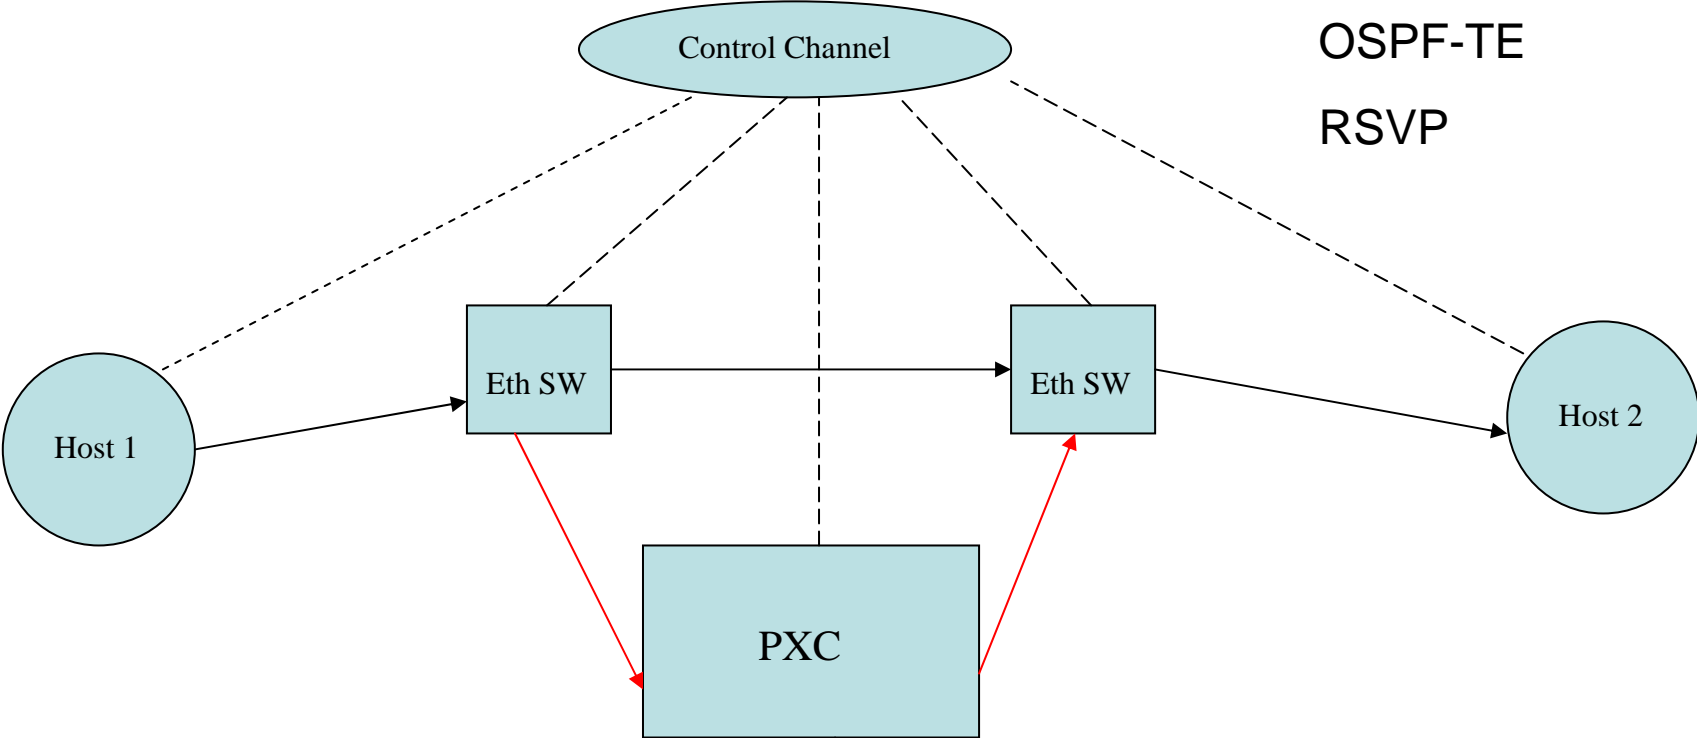 Control Channel
OSPF-TE
RSVP
Eth SW
Eth SW
Host 1
Host 2
PXC